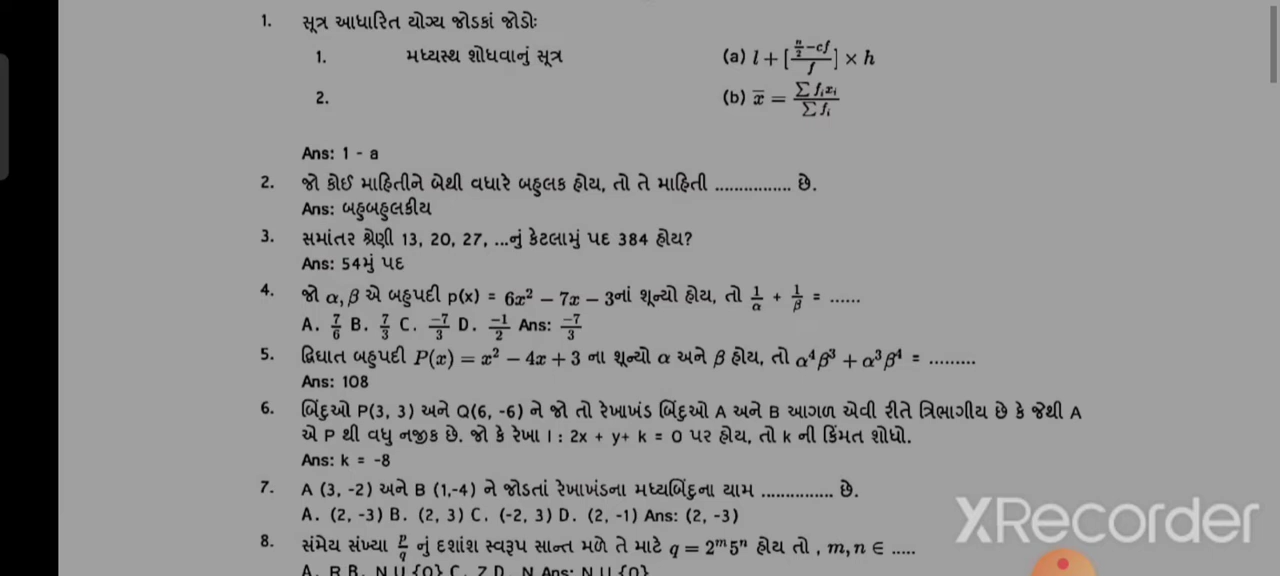 1. સૂત્ર આધારિત યોગ્ય જોડકાં જોડોઃ
1. મધ્યસ્થ શોધવાનું સૂત્ર (a) l + [(n/2 − cf)/f] × h
2. (b) x̅ = ∑ fᵢxᵢ / ∑ fᵢ
Ans: 1 - a
2. જો કોઈ માહિતીને બેથી વધારે બહુલક હોય, તો તે માહિતી ................ છે.
Ans: બહુબહુલકીય
3. સમાંતર શ્રેણી 13, 20, 27, ...નું કેટલામું પદ 384 હોય?
Ans: 54મું પદ
4. જો α, β એ બહુપદી p(x) = 6x² − 7x − 3નાં શૂન્યો હોય, તો 1/α + 1/β = ......
A. 7/6 B. 7/3 C. −7/3 D. −1/2 Ans: −7/3
5. દ્વિઘાત બહુપદી P(x) = x² − 4x + 3 ના શૂન્યો α અને β હોય, તો α⁴β³ + α³β⁴ = .........
Ans: 108
6. બિંદુઓ P(3, 3) અને Q(6, -6) ને જો તો રેખાખંડ બિંદુઓ A અને B આગળ એવી રીતે ત્રિભાગીય છે કે જેથી A
એ P થી વધુ નજીક છે. જો કે રેખા l : 2x + y+ k = 0 પર હોય, તો k ની કિંમત શોધો.
Ans: k = -8
7. A (3, -2) અને B (1,-4) ને જોડતાં રેખાખંડના મધ્યબિંદુના યામ ............... છે.
A. (2, -3) B. (2, 3) C. (-2, 3) D. (2, -1) Ans: (2, -3)
8. સંમેય સંખ્યા p/q નું દશાંશ સ્વરૂપ સાન્ત મળે તે માટે q = 2ᵐ5ⁿ હોય તો , m, n ∈ .....
A. R B. N U {0} C. Z D. N Ans: N U {0}
XRecorder